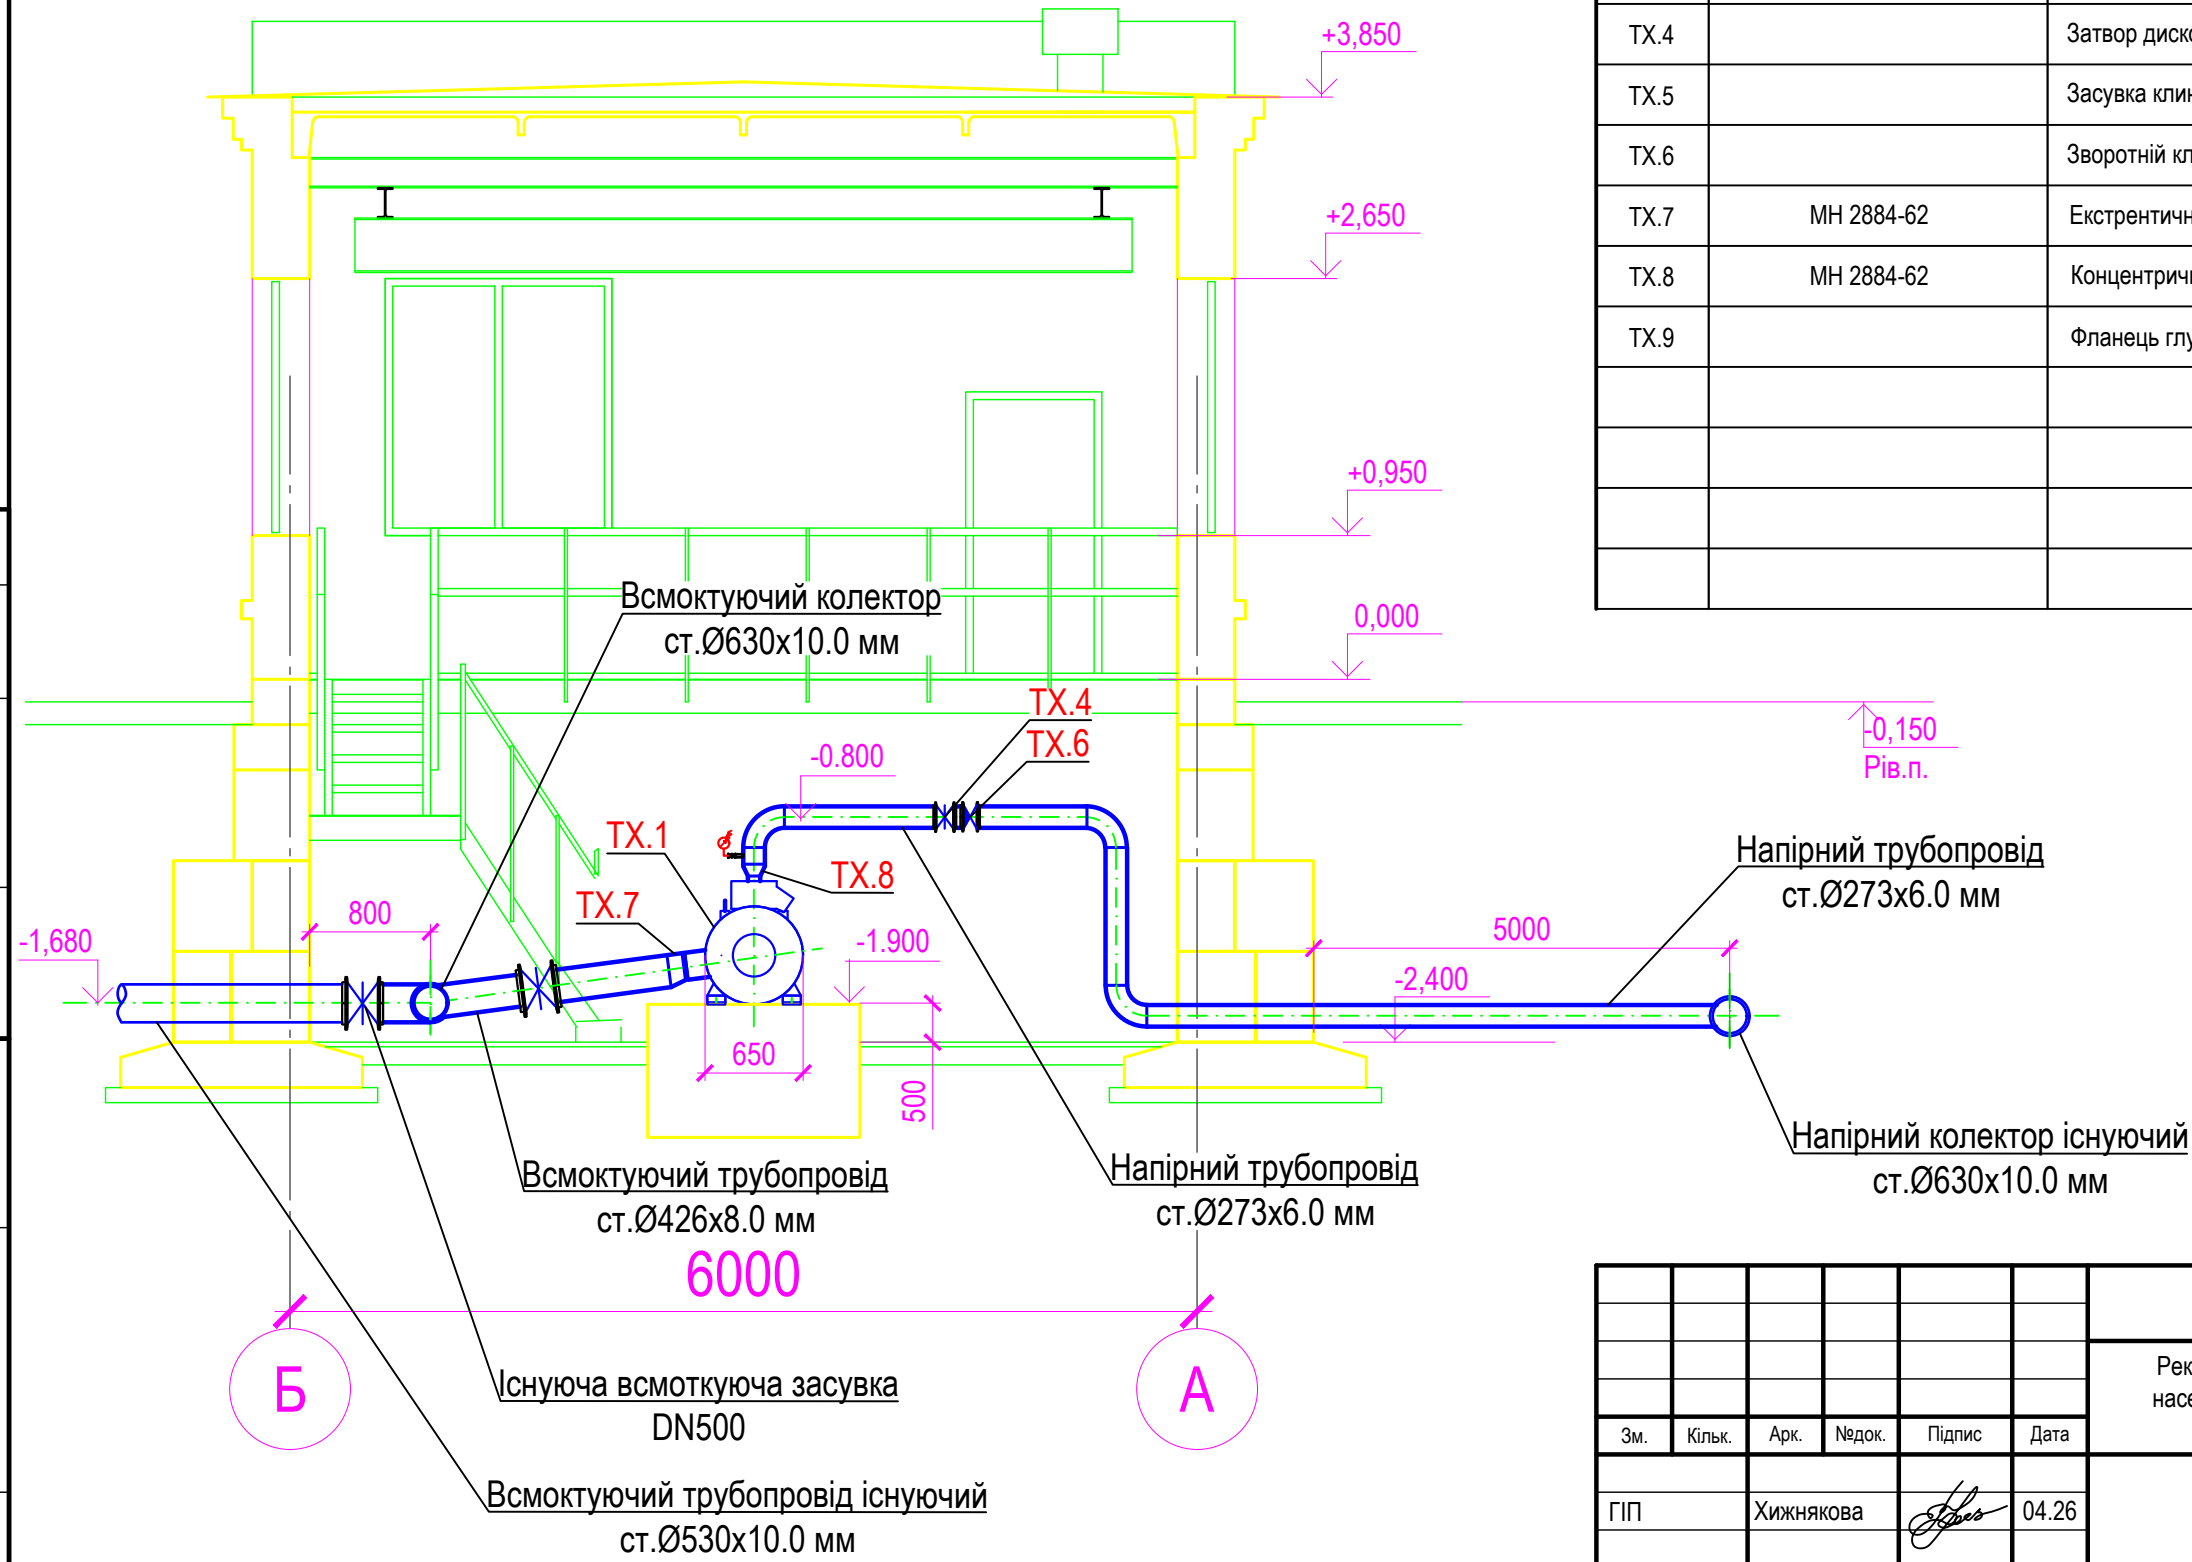 +3,850
+2,650
+0,950
0,000
-0,150
Рів.п.
Всмоктуючий колектор
ст.Ø630х10.0 мм
ТХ.4
ТХ.6
-0.800
ТХ.1
ТХ.8
ТХ.7
800
-1,680
-1.900
-2,400
5000
650
500
Напірний трубопровід
ст.Ø273х6.0 мм
Напірний колектор існуючий
ст.Ø630х10.0 мм
Всмоктуючий трубопровід
ст.Ø426х8.0 мм
Напірний трубопровід
ст.Ø273х6.0 мм
6000
Б
А
Існуюча всмоткуюча засувка
DN500
Всмоктуючий трубопровід існуючий
ст.Ø530х10.0 мм
ТХ.4
Затвор диско
ТХ.5
Засувка клин
ТХ.6
Зворотній кл
ТХ.7 МН 2884-62 Екстрентичн
ТХ.8 МН 2884-62 Концентричн
ТХ.9 Фланець глу
Рек
насе
Зм. Кільк. Арк. №док. Підпис Дата
ГІП Хижнякова 04.26